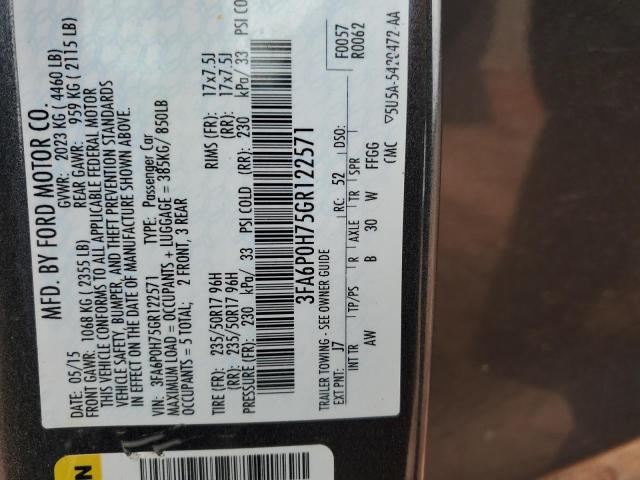 MFD. BY FORD MOTOR CO.
DATE: 05/15 GVWR: 2023 KG ( 4460 LB)
FRONT GAWR: 1068 KG ( 2355 LB) REAR GAWR: 959 KG ( 2115 LB)
THIS VEHICLE CONFORMS TO ALL APPLICABLE FEDERAL MOTOR
VEHICLE SAFETY, BUMPER, AND THEFT PREVENTION STANDARDS
IN EFFECT ON THE DATE OF MANUFACTURE SHOWN ABOVE.
VIN: 3FA6P0H75GR122571 TYPE: Passenger Car
MAXIMUM LOAD = OCCUPANTS + LUGGAGE = 385KG/ 850LB
OCCUPANTS = 5 TOTAL; 2 FRONT, 3 REAR
TIRE (FR): 235/50R17 96H RIMS (FR): 17x7.5J
TIRE (RR): 235/50R17 96H (RR): 17x7.5J
PRESSURE (FR): 230 kPa/ 33 PSI COLD (RR): 230 kPa/ 33 PSI COLD
3FA6P0H75GR122571
F0057
R0062
TRAILER TOWING - SEE OWNER GUIDE
EXT PNT: J7 RC: 52 DSO:
INT TR TP/PS R AXLE TR SPR
AW B 30 W FFGG
CMC ▽5U5A-5420472-AA